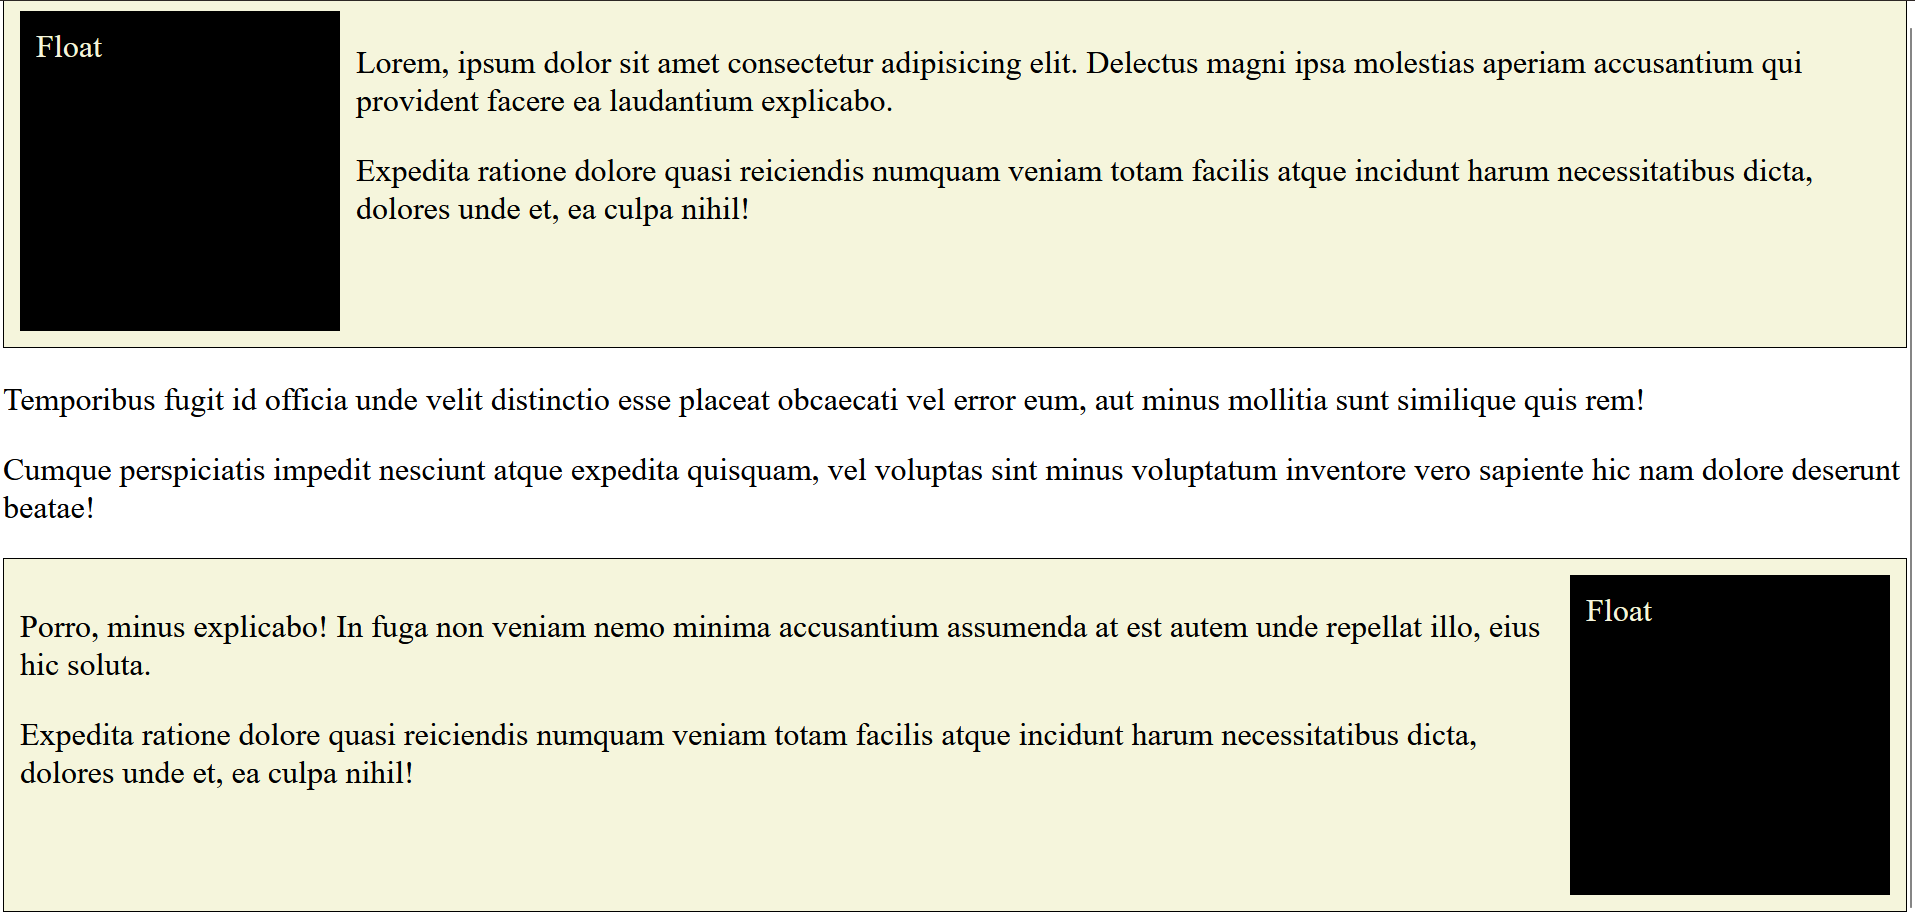 Float
Lorem, ipsum dolor sit amet consectetur adipisicing elit. Delectus magni ipsa molestias aperiam accusantium qui
provident facere ea laudantium explicabo.
Expedita ratione dolore quasi reiciendis numquam veniam totam facilis atque incidunt harum necessitatibus dicta,
dolores unde et, ea culpa nihil!
Temporibus fugit id officia unde velit distinctio esse placeat obcaecati vel error eum, aut minus mollitia sunt similique quis rem!
Cumque perspiciatis impedit nesciunt atque expedita quisquam, vel voluptas sint minus voluptatum inventore vero sapiente hic nam dolore deserunt
beatae!
Float
Porro, minus explicabo! In fuga non veniam nemo minima accusantium assumenda at est autem unde repellat illo, eius
hic soluta.
Expedita ratione dolore quasi reiciendis numquam veniam totam facilis atque incidunt harum necessitatibus dicta,
dolores unde et, ea culpa nihil!